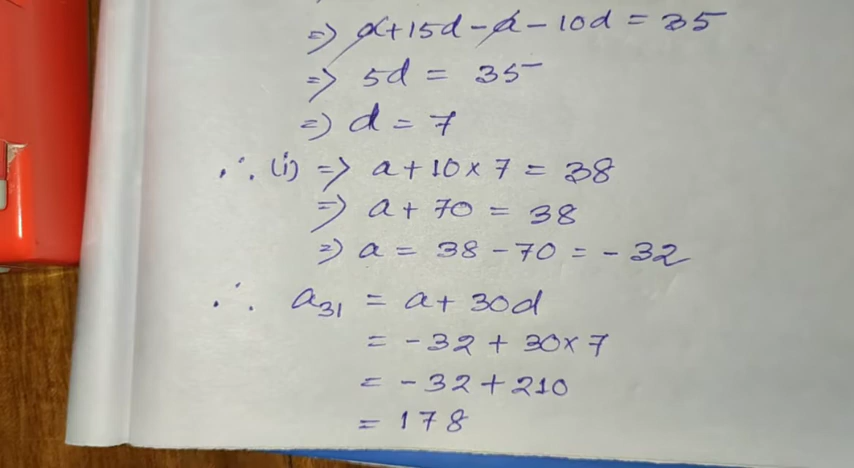 => a+15d-a-10d = 35
=> 5d = 35
=> d = 7
∴ (i) => a+10×7 = 38
=> a+70 = 38
=> a = 38-70 = -32
∴ a₃₁ = a+30d
= -32+30×7
= -32+210
= 178